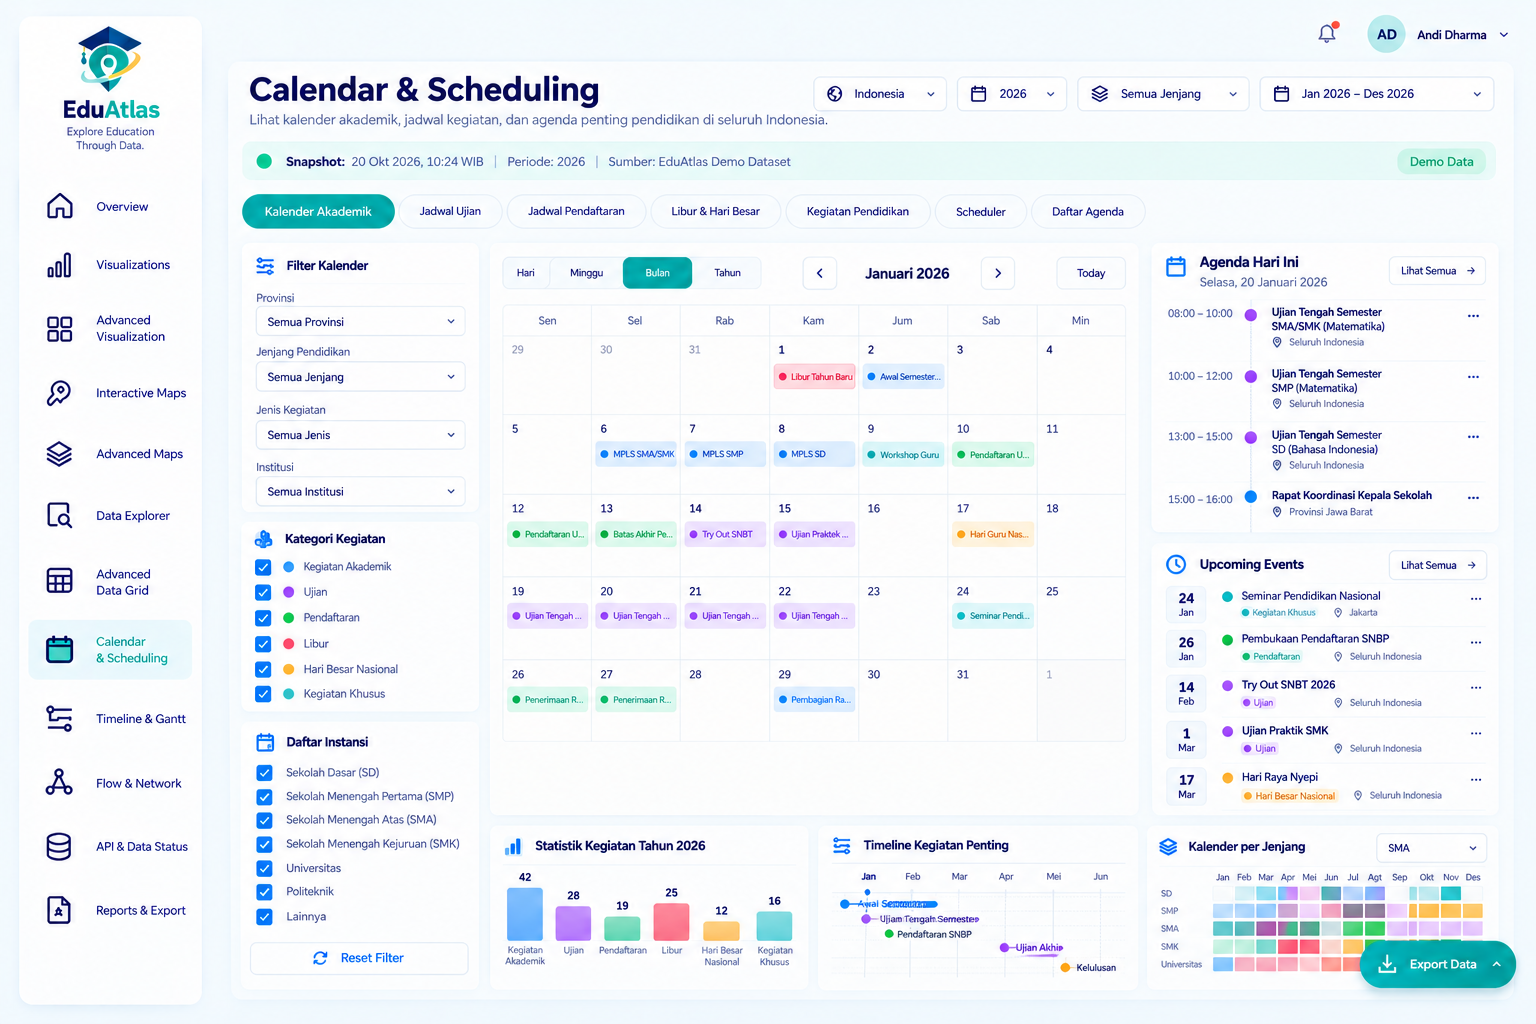 EduAtlas
Explore Education
Through Data.
Overview
Visualizations
Advanced
Visualization
Interactive Maps
Advanced Maps
Data Explorer
Advanced
Data Grid
Calendar
& Scheduling
Timeline & Gantt
Flow & Network
API & Data Status
Reports & Export
AD
Andi Dharma
Calendar & Scheduling
Lihat kalender akademik, jadwal kegiatan, dan agenda penting pendidikan di seluruh Indonesia.
Indonesia
2026
Semua Jenjang
Jan 2026 – Des 2026
Snapshot: 20 Okt 2026, 10:24 WIB | Periode: 2026 | Sumber: EduAtlas Demo Dataset
Demo Data
Kalender Akademik
Jadwal Ujian
Jadwal Pendaftaran
Libur & Hari Besar
Kegiatan Pendidikan
Scheduler
Daftar Agenda
Filter Kalender
Provinsi
Semua Provinsi
Jenjang Pendidikan
Semua Jenjang
Jenis Kegiatan
Semua Jenis
Institusi
Semua Institusi
Kategori Kegiatan
Kegiatan Akademik
Ujian
Pendaftaran
Libur
Hari Besar Nasional
Kegiatan Khusus
Daftar Instansi
Sekolah Dasar (SD)
Sekolah Menengah Pertama (SMP)
Sekolah Menengah Atas (SMA)
Sekolah Menengah Kejuruan (SMK)
Universitas
Politeknik
Lainnya
Reset Filter
Hari
Minggu
Bulan
Tahun
Januari 2026
Today
Sen Sel Rab Kam Jum Sab Min
29 30 31 1 2 3 4
Libur Tahun Baru
Awal Semester...
5 6 7 8 9 10 11
MPLS SMA/SMK
MPLS SMP
MPLS SD
Workshop Guru
Pendaftaran U...
12 13 14 15 16 17 18
Pendaftaran U...
Batas Akhir Pe...
Try Out SNBT
Ujian Praktek ...
Hari Guru Nas...
19 20 21 22 23 24 25
Ujian Tengah ...
Ujian Tengah ...
Ujian Tengah ...
Ujian Tengah ...
Seminar Pendi...
26 27 28 29 30 31 1
Penerimaan R...
Penerimaan R...
Pembagian Ra...
Agenda Hari Ini
Selasa, 20 Januari 2026
Lihat Semua
08:00 – 10:00
Ujian Tengah Semester
SMA/SMK (Matematika)
Seluruh Indonesia
10:00 – 12:00
Ujian Tengah Semester
SMP (Matematika)
Seluruh Indonesia
13:00 – 15:00
Ujian Tengah Semester
SD (Bahasa Indonesia)
Seluruh Indonesia
15:00 – 16:00
Rapat Koordinasi Kepala Sekolah
Provinsi Jawa Barat
Upcoming Events
Lihat Semua
24 Jan
Seminar Pendidikan Nasional
Kegiatan Khusus
Jakarta
26 Jan
Pembukaan Pendaftaran SNBP
Pendaftaran
Seluruh Indonesia
14 Feb
Try Out SNBT 2026
Ujian
Seluruh Indonesia
1 Mar
Ujian Praktik SMK
Ujian
Seluruh Indonesia
17 Mar
Hari Raya Nyepi
Hari Besar Nasional
Seluruh Indonesia
Statistik Kegiatan Tahun 2026
42 28 19 25 12 16
Kegiatan Akademik
Ujian
Pendaftaran
Libur
Hari Besar Nasional
Kegiatan Khusus
Timeline Kegiatan Penting
Jan Feb Mar Apr Mei Jun
Awal
Ujian Tengah Semester
Pendaftaran SNBP
Ujian Akhir
Kelulusan
Kalender per Jenjang
SMA
Jan Feb Mar Apr Mei Jun Jul Agt Sep Okt Nov Des
SD
SMP
SMA
SMK
Universitas
Export Data